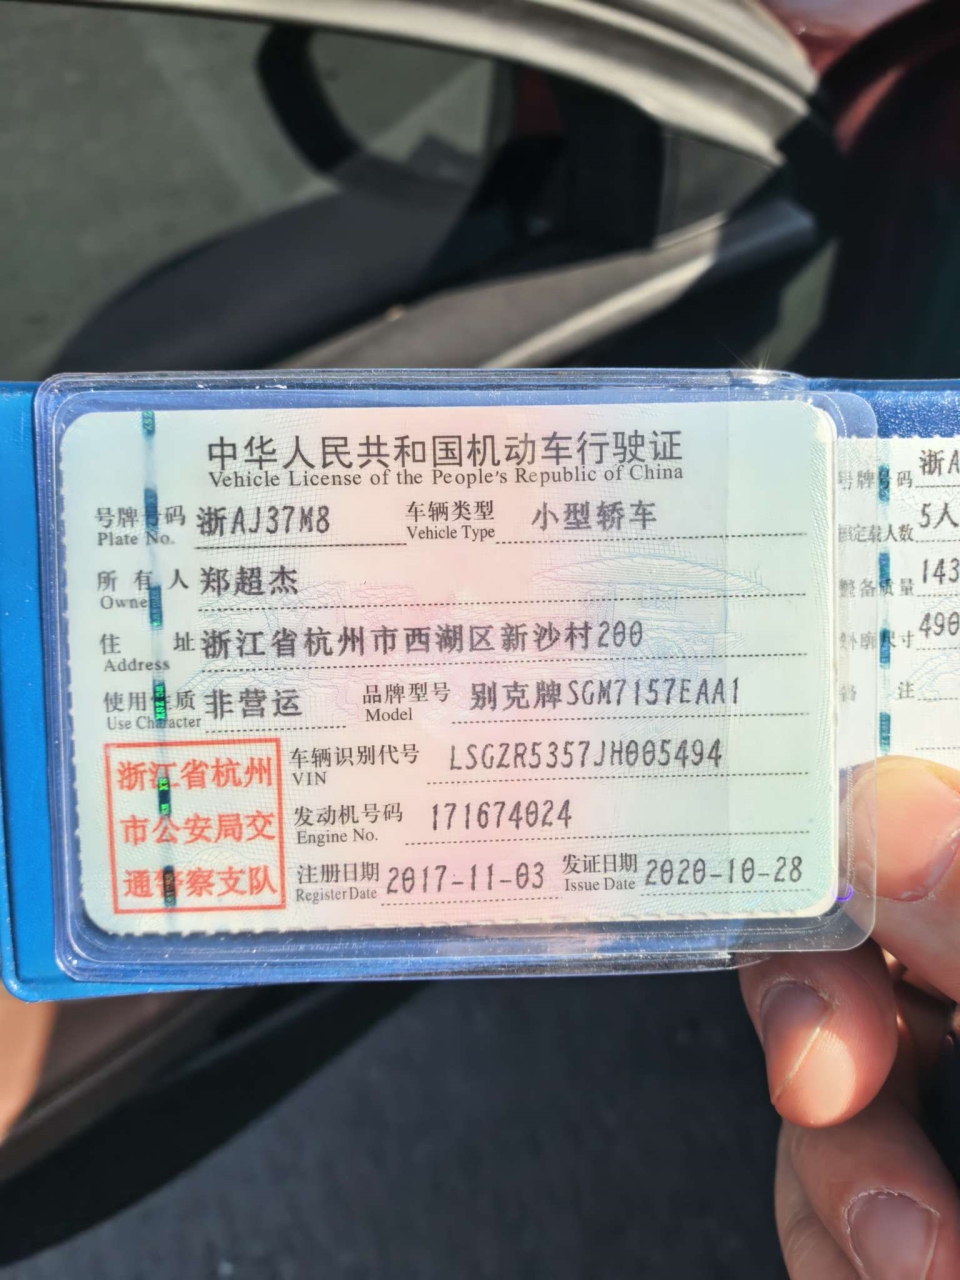 中华人民共和国机动车行驶证
Vehicle License of the People's Republic of China
号牌号码 浙AJ37M8 车辆类型 小型轿车
Plate No. Vehicle Type
所有人 郑超杰
Owner
住址 浙江省杭州市西湖区新沙村200
Address
使用性质 非营运 品牌型号 别克牌SGM7157EAA1
Use Character Model
浙江省杭州
市公安局交
通警察支队
车辆识别代号 LSGZR5357JH005494
VIN
发动机号码 171674024
Engine No.
注册日期 2017-11-03 发证日期 2020-10-28
Register Date Issue Date
号牌号码 浙A
核定载人数 5人
整备质量 143
外廓尺寸 490
备注